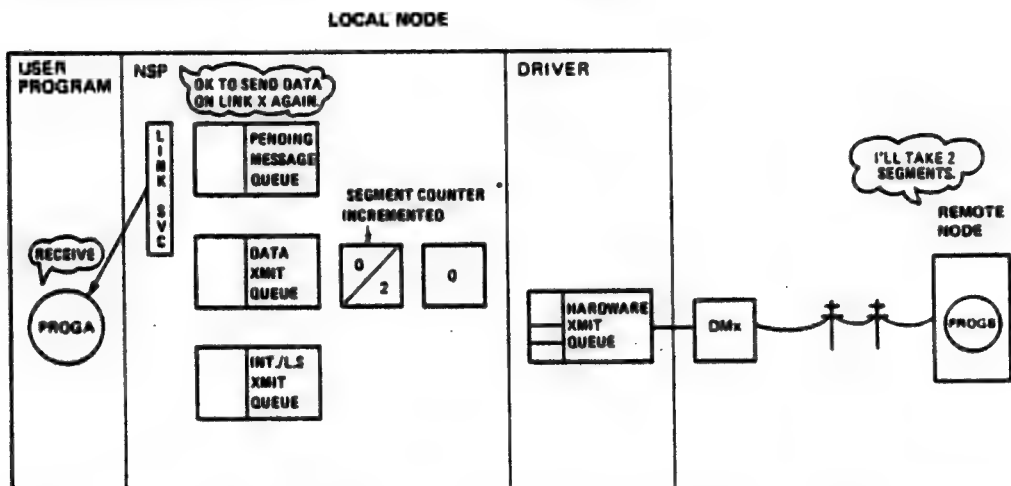 LOCAL NODE
USER
PROGRAM
NSP
OK TO SEND DATA
ON LINK X AGAIN.
DRIVER
LINK SVC
PENDING
MESSAGE
QUEUE
I'LL TAKE 2
SEGMENTS.
SEGMENT COUNTER
INCREMENTED
REMOTE
NODE
RECEIVE
DATA
XMIT
QUEUE
0
2
0
PROGA
HARDWARE
XMIT
QUEUE
DMx
PROGB
INT./L.S
XMIT
QUEUE